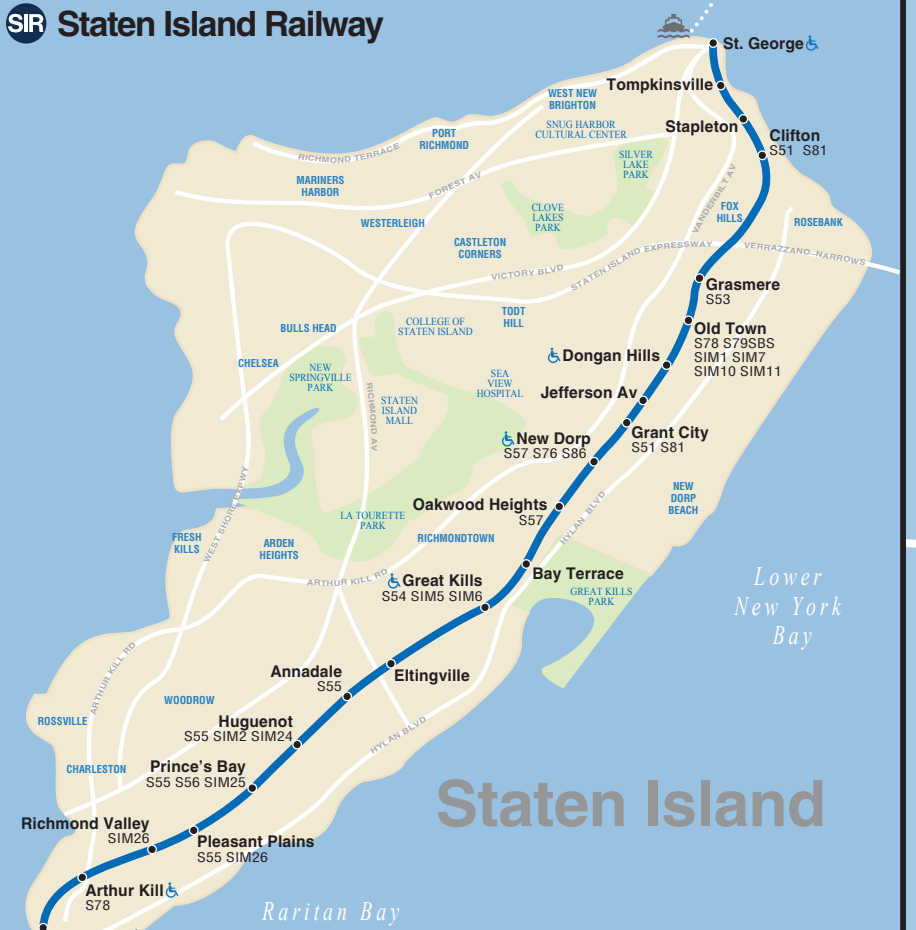 SIR Staten Island Railway
St. George
Tompkinsville
WEST NEW
BRIGHTON
Stapleton
SNUG HARBOR
CULTURAL CENTER
PORT
RICHMOND
Clifton
S51 S81
RICHMOND TERRACE
SILVER
LAKE
PARK
MARINERS
HARBOR
FOREST AV
VANDERBILT AV
CLOVE
LAKES
PARK
FOX
HILLS
WESTERLEIGH
ROSEBANK
CASTLETON
CORNERS
STATEN ISLAND EXPRESSWAY
VERRAZZANO-NARROWS
VICTORY BLVD
Grasmere
S53
TODT
HILL
COLLEGE OF
STATEN ISLAND
BULLS HEAD
Old Town
S78 S79SBS
SIM1 SIM7
SIM10 SIM11
Dongan Hills
CHELSEA
NEW
SPRINGVILLE
PARK
SEA
VIEW
HOSPITAL
Jefferson Av
RICHMOND AV
STATEN
ISLAND
MALL
Grant City
S51 S81
New Dorp
S57 S76 S86
WEST SHORE EXPWY
NEW
DORP
BEACH
Oakwood Heights
S57
HYLAN BLVD
LA TOURETTE
PARK
RICHMONDTOWN
FRESH
KILLS
ARDEN
HEIGHTS
Bay Terrace
ARTHUR KILL RD
Great Kills
S54 SIM5 SIM6
GREAT KILLS
PARK
Lower
New York
Bay
ARTHUR KILL RD
Annadale
S55
Eltingville
WOODROW
ROSSVILLE
Huguenot
S55 SIM2 SIM24
HYLAN BLVD
CHARLESTON
Prince's Bay
S55 S56 SIM25
Staten Island
Richmond Valley
SIM26
Pleasant Plains
S55 SIM26
Arthur Kill
S78
Raritan Bay